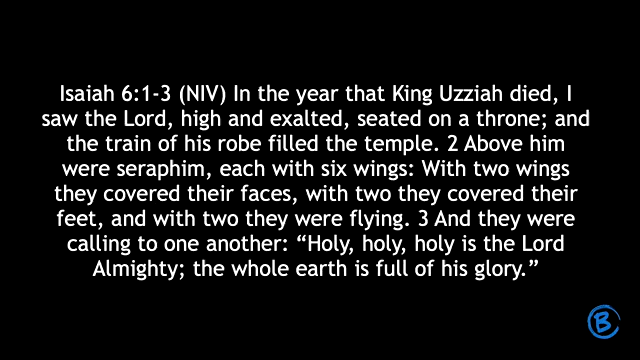 Isaiah 6:1-3 (NIV) In the year that King Uzziah died, I
saw the Lord, high and exalted, seated on a throne; and
the train of his robe filled the temple. 2 Above him
were seraphim, each with six wings: With two wings
they covered their faces, with two they covered their
feet, and with two they were flying. 3 And they were
calling to one another: “Holy, holy, holy is the Lord
Almighty; the whole earth is full of his glory.”
B